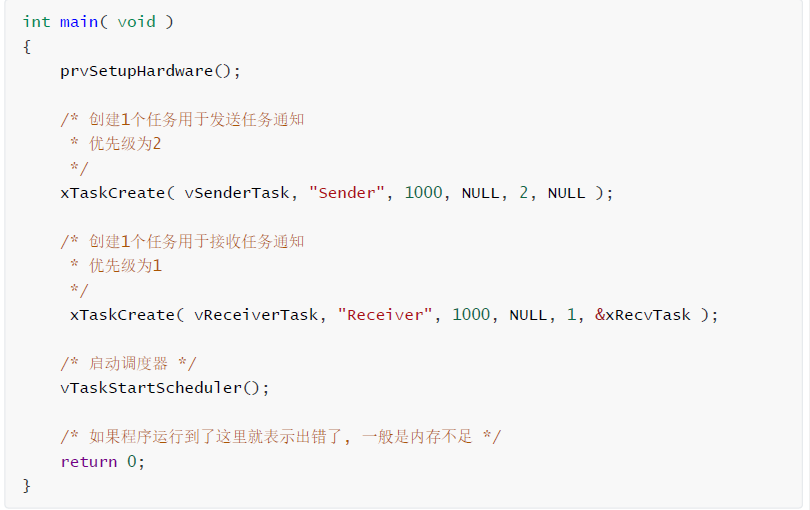 int main( void )
{
    prvSetupHardware();

    /* 创建1个任务用于发送任务通知
     * 优先级为2
     */
    xTaskCreate( vSenderTask, "Sender", 1000, NULL, 2, NULL );

    /* 创建1个任务用于接收任务通知
     * 优先级为1
     */
     xTaskCreate( vReceiverTask, "Receiver", 1000, NULL, 1, &xRecvTask );

    /* 启动调度器 */
    vTaskStartScheduler();

    /* 如果程序运行到了这里就表示出错了, 一般是内存不足 */
    return 0;
}